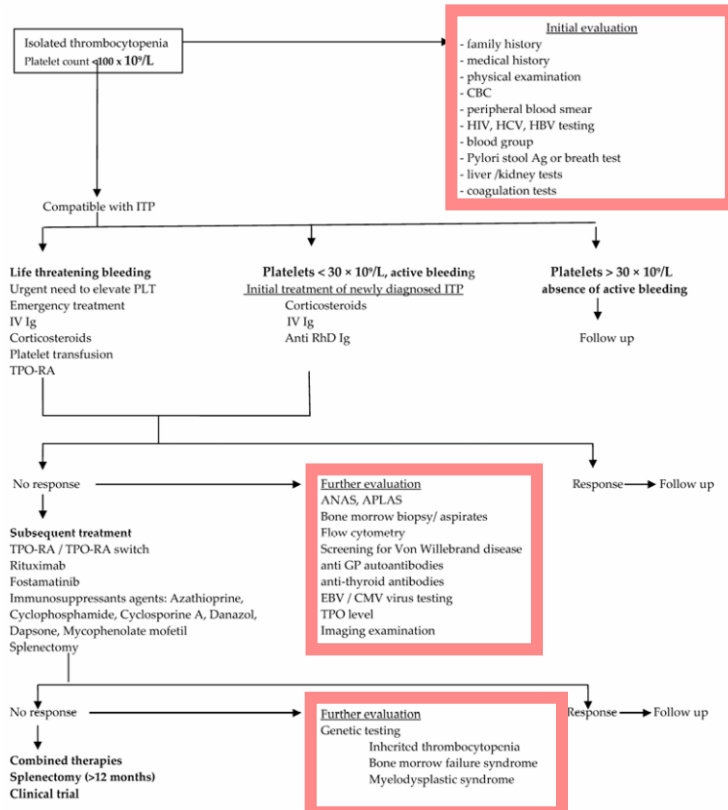 Isolated thrombocytopenia
Platelet count <100 x 10⁹/L
Initial evaluation
- family history
- medical history
- physical examination
- CBC
- peripheral blood smear
- HIV, HCV, HBV testing
- blood group
- Pylori stool Ag or breath test
- liver /kidney tests
- coagulation tests
Compatible with ITP
Life threatening bleeding
Urgent need to elevate PLT
Emergency treatment
IV Ig
Corticosteroids
Platelet transfusion
TPO-RA
Platelets < 30 × 10⁹/L, active bleeding
Initial treatment of newly diagnosed ITP
Corticosteroids
IV Ig
Anti RhD Ig
Platelets > 30 × 10⁹/L
absence of active bleeding
Follow up
No response
Further evaluation
ANAS, APLAS
Bone morrow biopsy/ aspirates
Flow cytometry
Screening for Von Willebrand disease
anti GP autoantibodies
anti-thyroid antibodies
EBV / CMV virus testing
TPO level
Imaging examination
Response
Follow up
Subsequent treatment
TPO-RA / TPO-RA switch
Rituximab
Fostamatinib
Immunosuppressants agents: Azathioprine,
Cyclophosphamide, Cyclosporine A, Danazol,
Dapsone, Mycophenolate mofetil
Splenectomy
No response
Further evaluation
Genetic testing
Inherited thrombocytopenia
Bone morrow failure syndrome
Myelodysplastic syndrome
Response
Follow up
Combined therapies
Splenectomy (>12 months)
Clinical trial